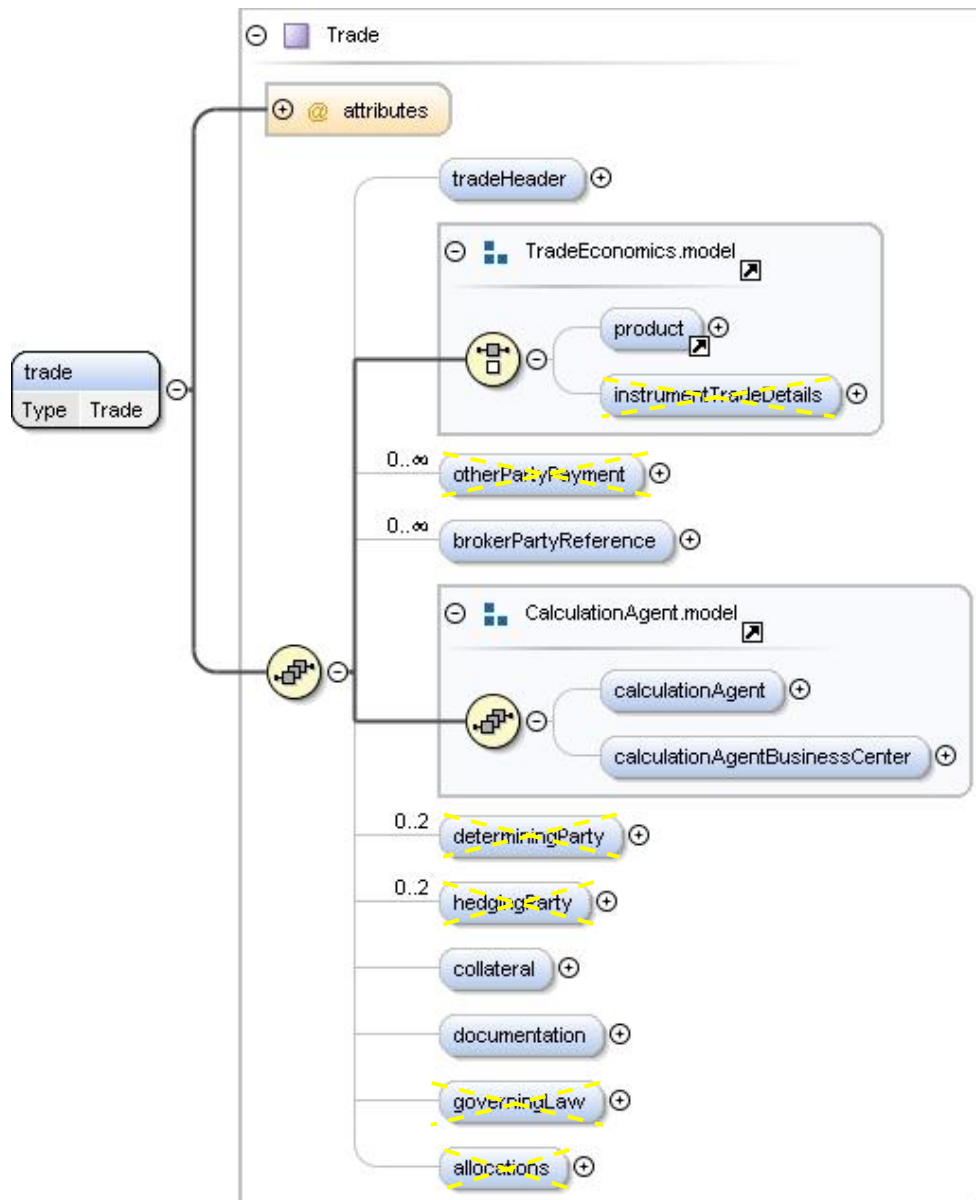 Trade
@ attributes
tradeHeader
TradeEconomics.model
product
trade
instrumentTradeDetails
Type Trade
0..∞
otherPartyPayment
0..∞
brokerPartyReference
CalculationAgent.model
calculationAgent
calculationAgentBusinessCenter
0..2
determiningParty
0..2
hedgingParty
collateral
documentation
governingLaw
allocations